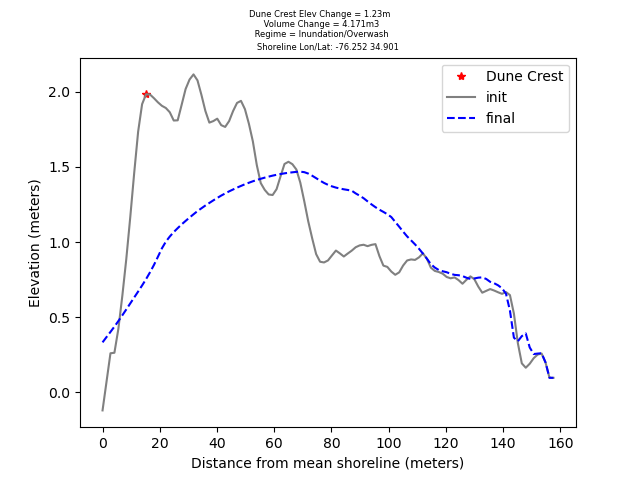 Dune Crest Elev Change = 1.23m
Volume Change = 4.171m3
Regime = Inundation/Overwash
Shoreline Lon/Lat: -76.252 34.901
Dune Crest
init
final
2.0
1.5
1.0
0.5
0.0
Elevation (meters)
0 20 40 60 80 100 120 140 160
Distance from mean shoreline (meters)